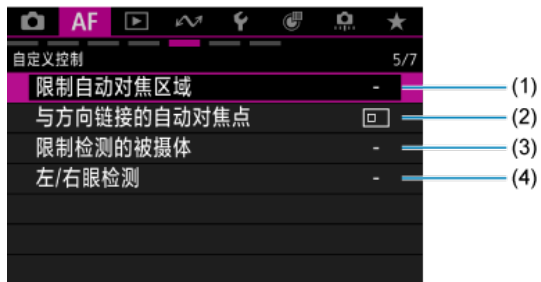 AF
自定义控制 5/7
限制自动对焦区域 - (1)
与方向链接的自动对焦点 (2)
限制检测的被摄体 - (3)
左/右眼检测 - (4)